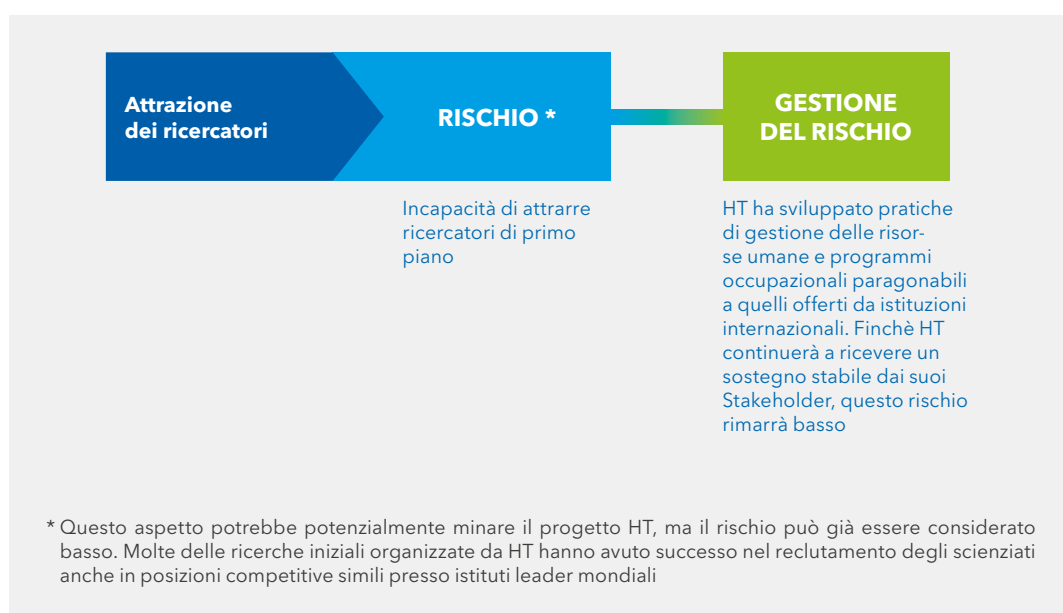 Attrazione
dei ricercatori
RISCHIO *
GESTIONE
DEL RISCHIO
Incapacità di attrarre
ricercatori di primo
piano
HT ha sviluppato pratiche
di gestione delle risor-
se umane e programmi
occupazionali paragonabili
a quelli offerti da istituzioni
internazionali. Finchè HT
continuerà a ricevere un
sostegno stabile dai suoi
Stakeholder, questo rischio
rimarrà basso
* Questo aspetto potrebbe potenzialmente minare il progetto HT, ma il rischio può già essere considerato
basso. Molte delle ricerche iniziali organizzate da HT hanno avuto successo nel reclutamento degli scienziati
anche in posizioni competitive simili presso istituti leader mondiali